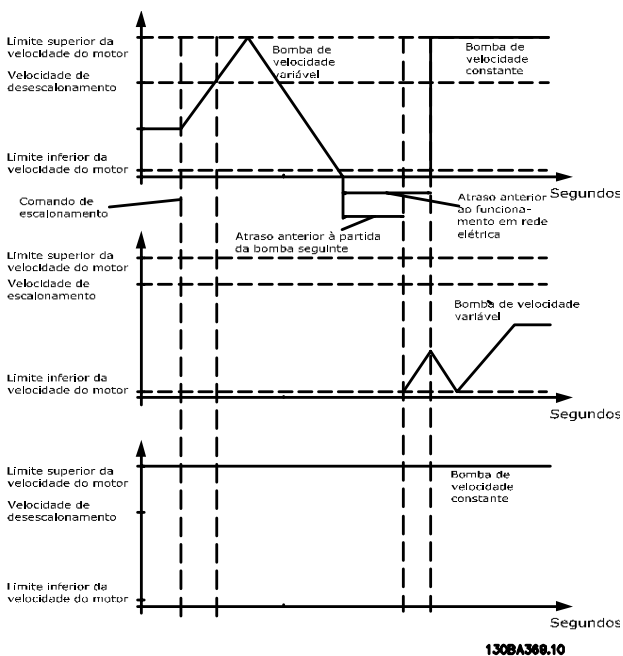 Limite superior da
velocidade do motor
Velocidade de
desescalonamento
Limite inferior da
velocidade do motor
Bomba de
velocidade
variável
Bomba de
velocidade
constante
Segundos
Comando de
escalonamento
Atraso anterior à partida
da bomba seguinte
Atraso anterior
ao funciona-
mento em rede
elétrica
Limite superior da
velocidade do motor
Velocidade de
escalonamento
Limite inferior da
velocidade do motor
Bomba de velocidade
variável
Segundos
Limite superior da
velocidade do motor
Velocidade de
desescalonamento
Limite inferior da
velocidade do motor
Bomba de
velocidade
constante
Segundos
130BA369.10